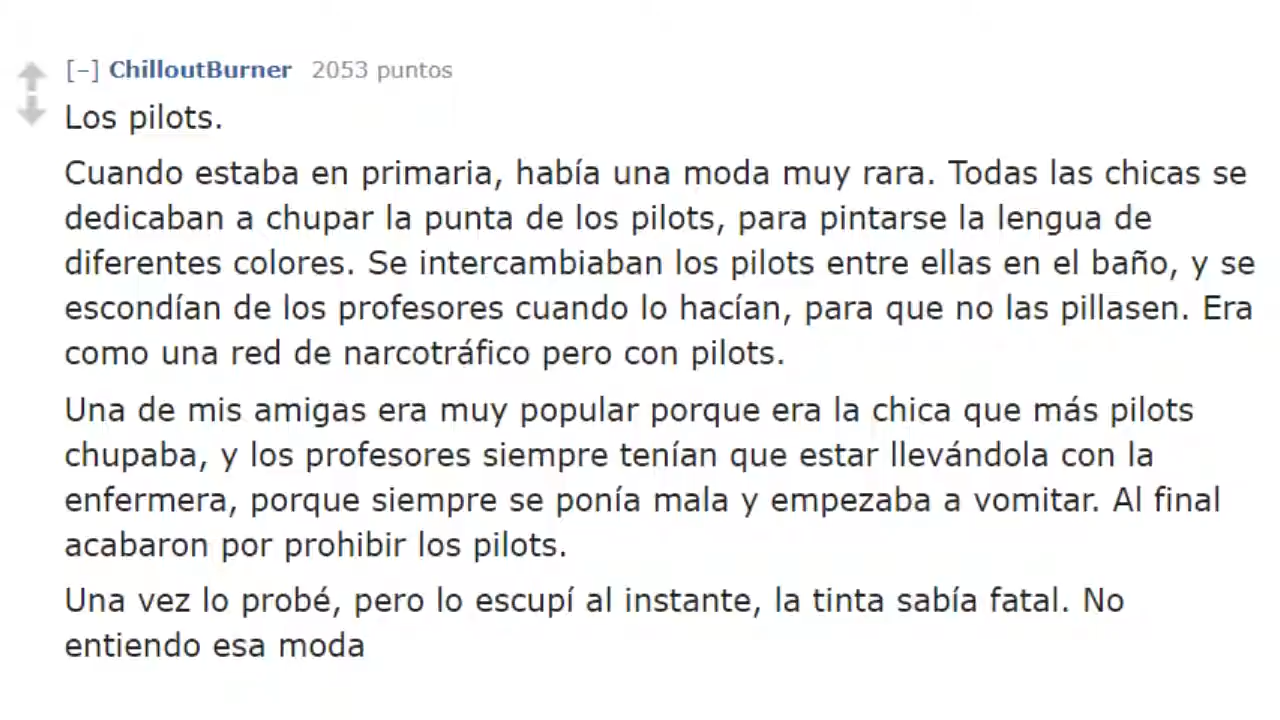 [−] ChilloutBurner 2053 puntos
Los pilots.
Cuando estaba en primaria, había una moda muy rara. Todas las chicas se
dedicaban a chupar la punta de los pilots, para pintarse la lengua de
diferentes colores. Se intercambiaban los pilots entre ellas en el baño, y se
escondían de los profesores cuando lo hacían, para que no las pillasen. Era
como una red de narcotráfico pero con pilots.
Una de mis amigas era muy popular porque era la chica que más pilots
chupaba, y los profesores siempre tenían que estar llevándola con la
enfermera, porque siempre se ponía mala y empezaba a vomitar. Al final
acabaron por prohibir los pilots.
Una vez lo probé, pero lo escupí al instante, la tinta sabía fatal. No
entiendo esa moda